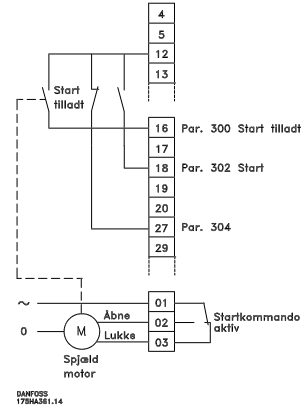 4
5
12
13
Start
tilladt
16 Par. 300 Start tilladt
17
18 Par. 302 Start
19
20
27 Par. 304
29
~ 01
Åbne
Startkommando
aktiv
0 M 02
Lukke
03
Spjæld
motor
DANFOSS
175HA361.14